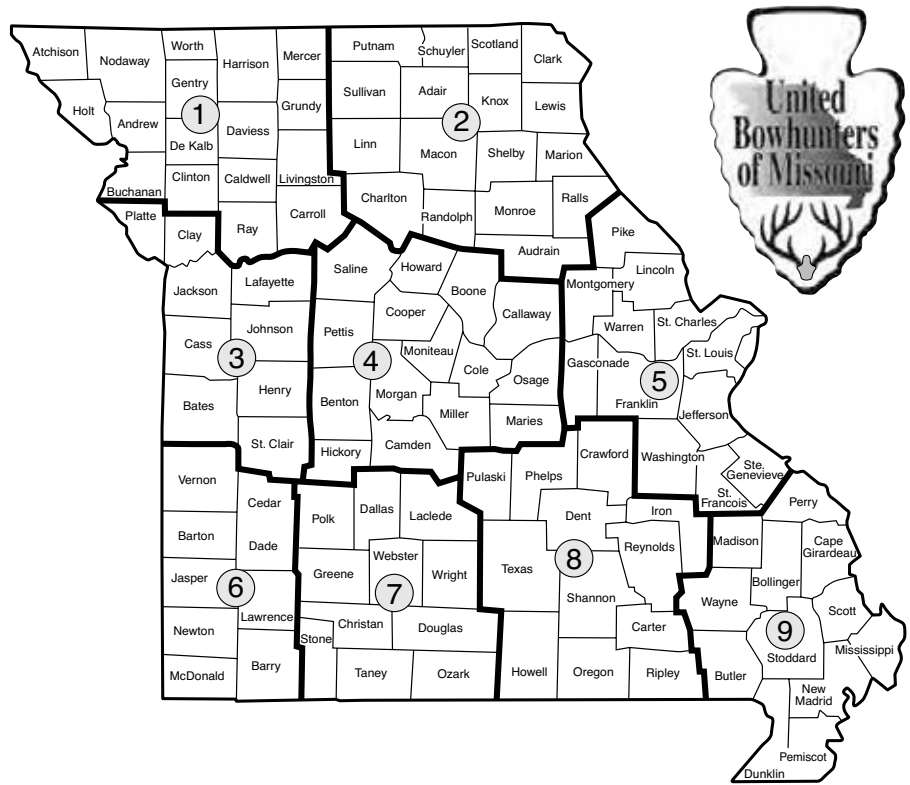 United
Bowhunters
of Missouri
Atchison
Nodaway
Worth
Gentry
Harrison
Mercer
Holt
Andrew
De Kalb
Daviess
Grundy
Buchanan
Clinton
Caldwell
Livingston
Platte
Clay
Ray
Carroll
1
Putnam
Schuyler
Scotland
Clark
Sullivan
Adair
Knox
Lewis
Linn
Macon
Shelby
Marion
Charlton
Randolph
Monroe
Ralls
Audrain
2
Jackson
Lafayette
Cass
Johnson
Bates
Henry
St. Clair
3
Saline
Howard
Boone
Callaway
Pettis
Cooper
Moniteau
Cole
Osage
Benton
Morgan
Miller
Maries
Hickory
Camden
4
Pike
Montgomery
Lincoln
Warren
St. Charles
Gasconade
St. Louis
Franklin
Jefferson
Washington
Ste.
Genevieve
St.
Francois
5
Vernon
Cedar
Barton
Dade
Jasper
Lawrence
Newton
McDonald
Barry
6
Polk
Dallas
Laclede
Greene
Webster
Wright
Stone
Christian
Douglas
Taney
Ozark
7
Pulaski
Phelps
Crawford
Dent
Iron
Reynolds
Texas
Shannon
Carter
Howell
Oregon
Ripley
8
Perry
Madison
Cape
Girardeau
Bollinger
Wayne
Scott
Stoddard
Mississippi
Butler
New
Madrid
Pemiscot
Dunklin
9